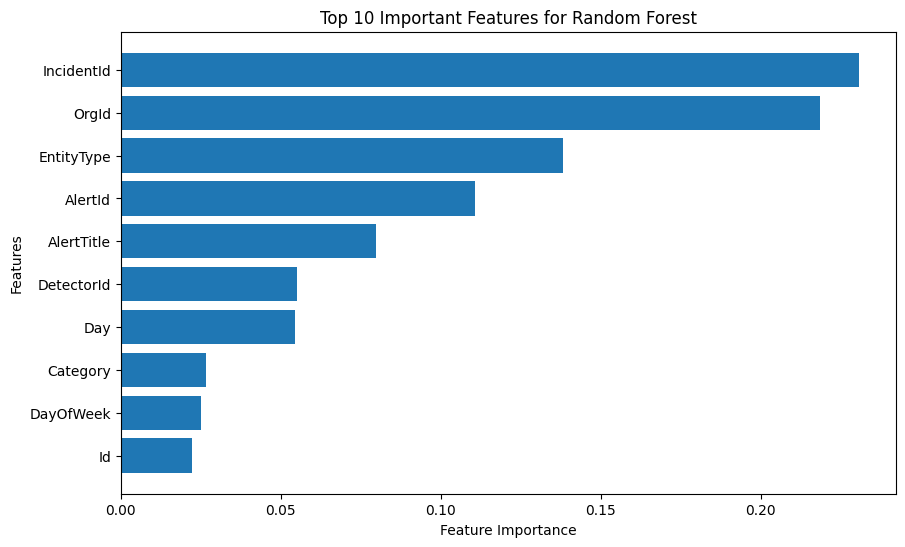 Top 10 Important Features for Random Forest
IncidentId
OrgId
EntityType
AlertId
AlertTitle
DetectorId
Day
Category
DayOfWeek
Id
Features
0.00 0.05 0.10 0.15 0.20
Feature Importance